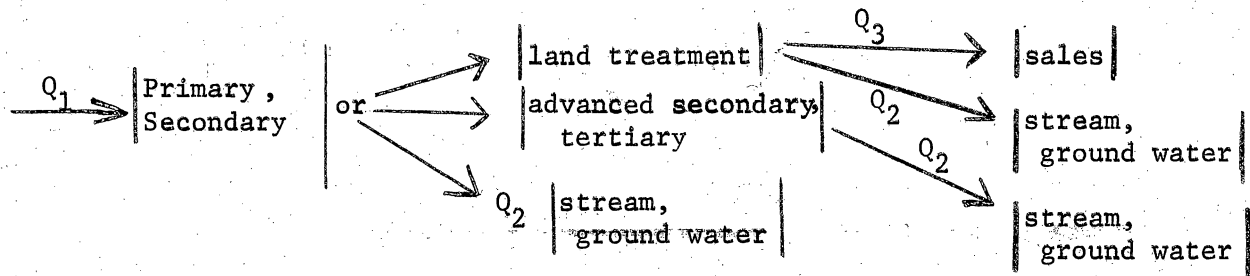 Q3
land treatment
sales
Q1
Primary,
Secondary
or
advanced secondary,
tertiary
Q2
stream,
ground water
Q2
Q2
stream,
ground water
stream,
ground water